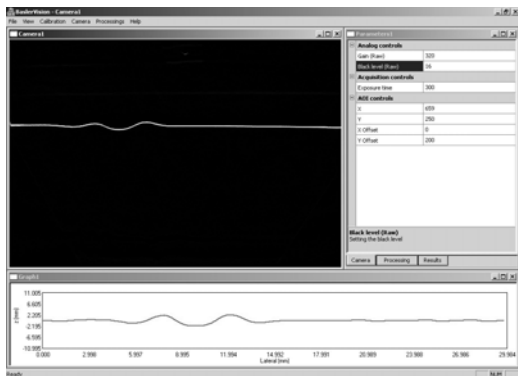 BaslerVision - Camera1
File View Calibration Camera Processings Help
Camera1
Parameters1
Analog controls
Gain (Raw) 320
Black level (Raw) 16
Acquisition controls
Exposure time 300
AOI controls
X 659
Y 250
X-Offset 0
Y-Offset 200
Black level (Raw)
Setting the black level
Camera Processing Results
Graph1
z (mm)
11.005
6.605
2.205
-2.195
-6.595
-10.995
0.000 2.998 5.997 8.995 11.994 14.992 17.991 20.989 23.988 26.986 29.984
Lateral (mm)
Ready
NUM